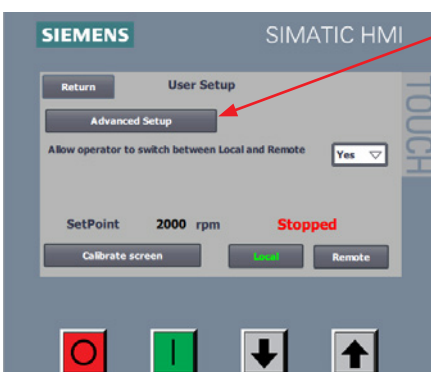 SIEMENS
SIMATIC HMI
TOUCH
Return
User Setup
Advanced Setup
Allow operator to switch between Local and Remote
Yes
SetPoint 2000 rpm Stopped
Calibrate screen
Local
Remote